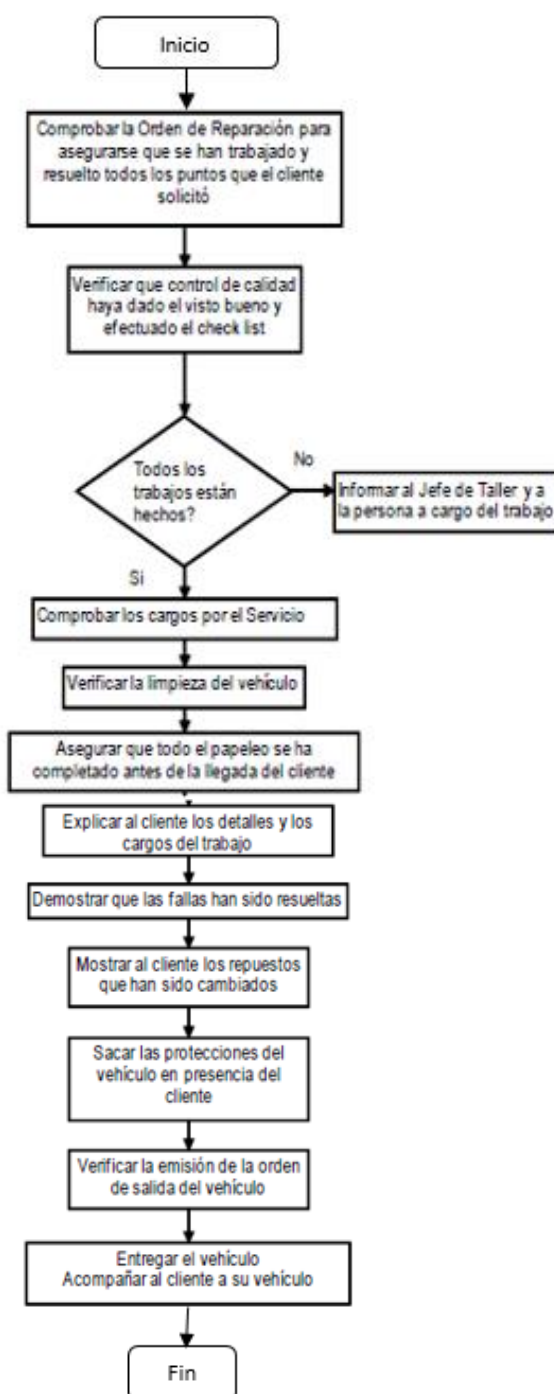 Inicio
Comprobar la Orden de Reparación para
asegurarse que se han trabajado y
resuelto todos los puntos que el cliente
solicitó
Verificar que control de calidad
haya dado el visto bueno y
efectuado el check list
Todos los
trabajos están
hechos?
No
Informar al Jefe de Taller y a
la persona a cargo del trabajo
Si
Comprobar los cargos por el Servicio
Verificar la limpieza del vehículo
Asegurar que todo el papeleo se ha
completado antes de la llegada del cliente
Explicar al cliente los detalles y los
cargos del trabajo
Demostrar que las fallas han sido resueltas
Mostrar al cliente los repuestos
que han sido cambiados
Sacar las protecciones del
vehículo en presencia del
cliente
Verificar la emisión de la orden
de salida del vehículo
Entregar el vehículo
Acompañar al cliente a su vehículo
Fin